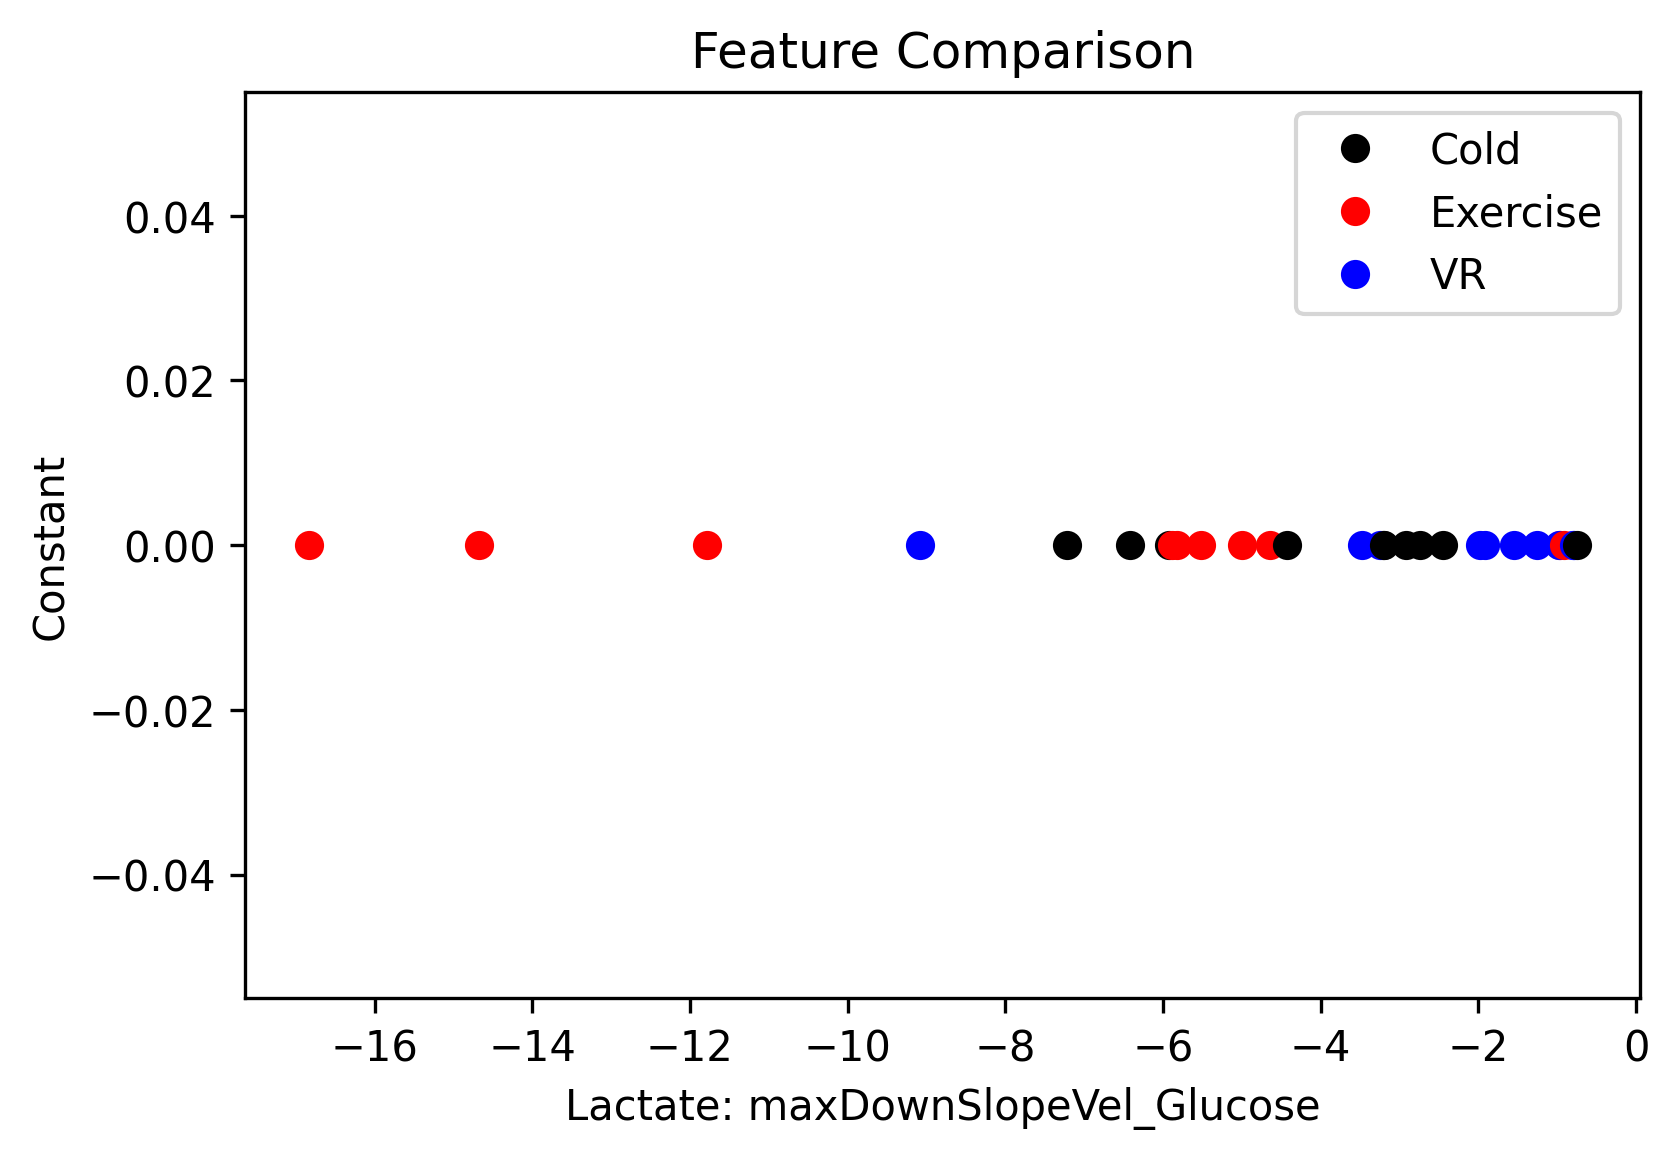 Feature Comparison
Cold
Exercise
VR
0.04
0.02
0.00
−0.02
−0.04
Constant
−16 −14 −12 −10 −8 −6 −4 −2 0
Lactate: maxDownSlopeVel_Glucose